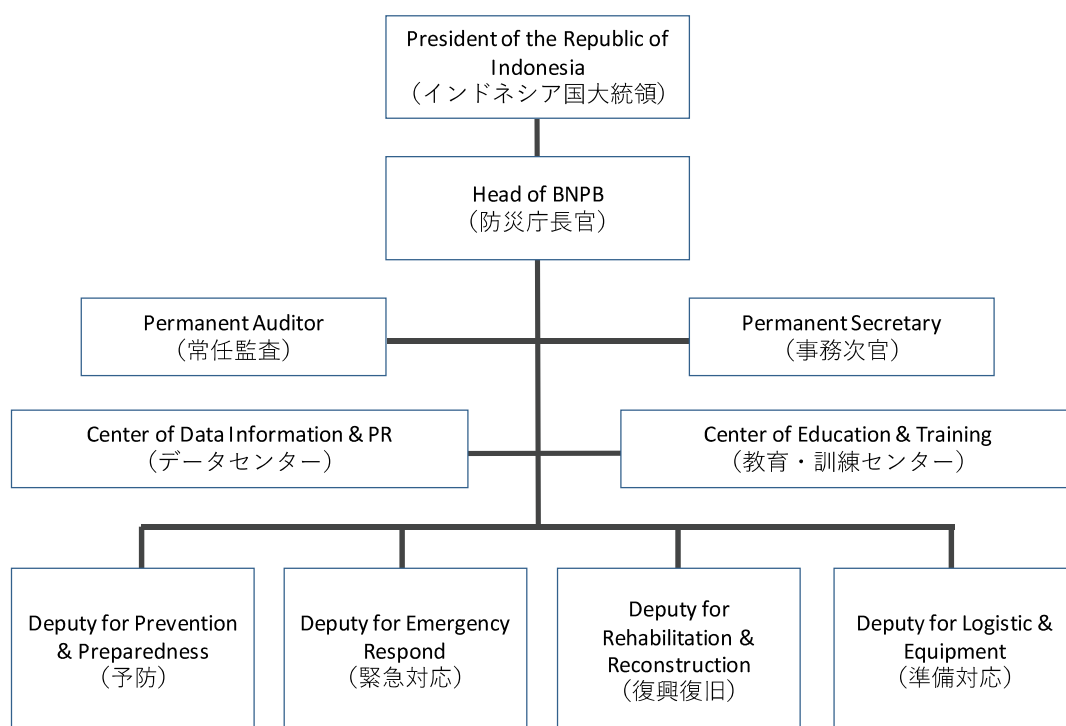 President of the Republic of
Indonesia
（インドネシア国大統領）
Head of BNPB
（防災庁長官）
Permanent Auditor
（常任監査）
Permanent Secretary
（事務次官）
Center of Data Information & PR
（データセンター）
Center of Education & Training
（教育・訓練センター）
Deputy for Prevention
& Preparedness
（予防）
Deputy for Emergency
Respond
（緊急対応）
Deputy for
Rehabilitation &
Reconstruction
（復興復旧）
Deputy for Logistic &
Equipment
（準備対応）